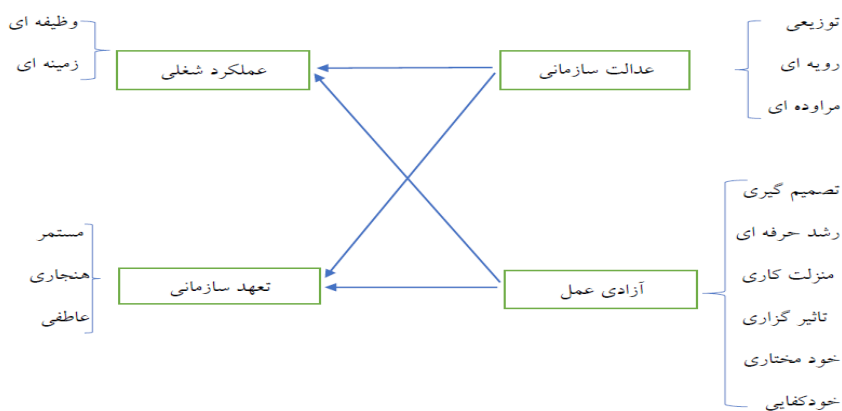 توزیعی
رویه ای
مراوده ای
عدالت سازمانی
عملکرد شغلی
وظیفه ای
زمینه ای
تصمیم گیری
رشد حرفه ای
منزلت کاری
تاثیر گزاری
خود مختاری
خودکفایی
آزادی عمل
تعهد سازمانی
مستمر
هنجاری
عاطفی